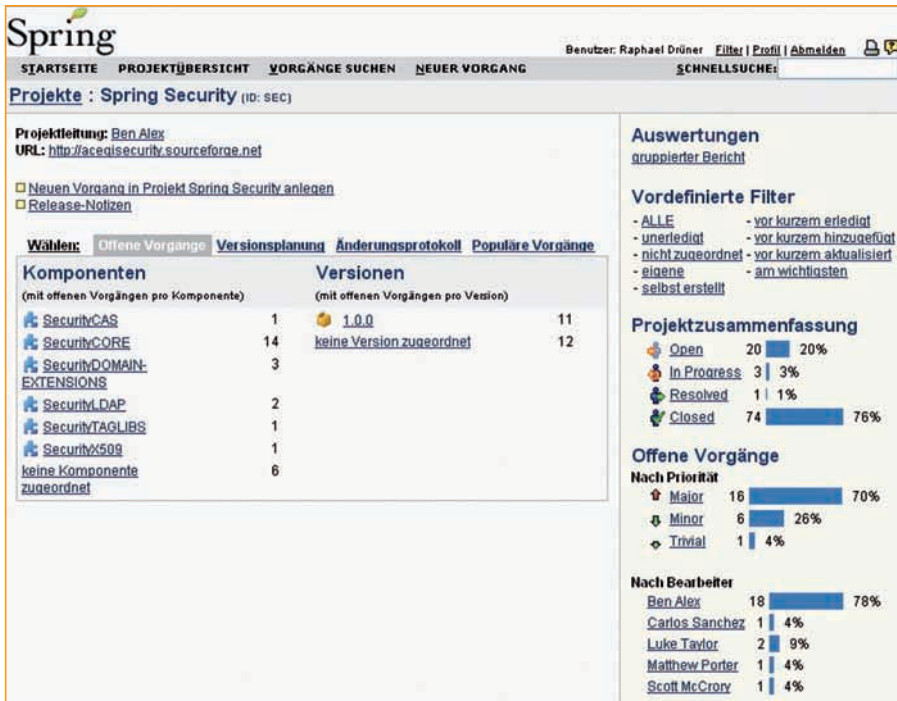 Spring
Benutzer: Raphael Drüner Filter | Profil | Abmelden
STARTSEITE PROJEKTÜBERSICHT VORGÄNGE SUCHEN NEUER VORGANG SCHNELLSUCHE:
Projekte : Spring Security (ID: SEC)
Projektleitung: Ben Alex
URL: http://acegisecurity.sourceforge.net
Neuen Vorgang in Projekt Spring Security anlegen
Release-Notizen
Wählen: Offene Vorgänge Versionsplanung Änderungsprotokoll Populäre Vorgänge
Komponenten
(mit offenen Vorgängen pro Komponente)
SecurityCAS 1
SecurityCORE 14
SecurityDOMAIN-
EXTENSIONS 3
SecurityLDAP 2
SecurityTAGLIBS 1
SecurityX509 1
keine Komponente
zugeordnet 6
Versionen
(mit offenen Vorgängen pro Version)
1.0.0 11
keine Version zugeordnet 12
Auswertungen
gruppierter Bericht
Vordefinierte Filter
- ALLE - vor kurzem erledigt
- unerledigt - vor kurzem hinzugefügt
- nicht zugeordnet - vor kurzem aktualisiert
- eigene - am wichtigsten
- selbst erstellt
Projektzusammenfassung
Open 20 20%
In Progress 3 3%
Resolved 1 1%
Closed 74 76%
Offene Vorgänge
Nach Priorität
Major 16 70%
Minor 6 26%
Trivial 1 4%
Nach Bearbeiter
Ben Alex 18 78%
Carlos Sanchez 1 4%
Luke Taylor 2 9%
Matthew Porter 1 4%
Scott McCrory 1 4%